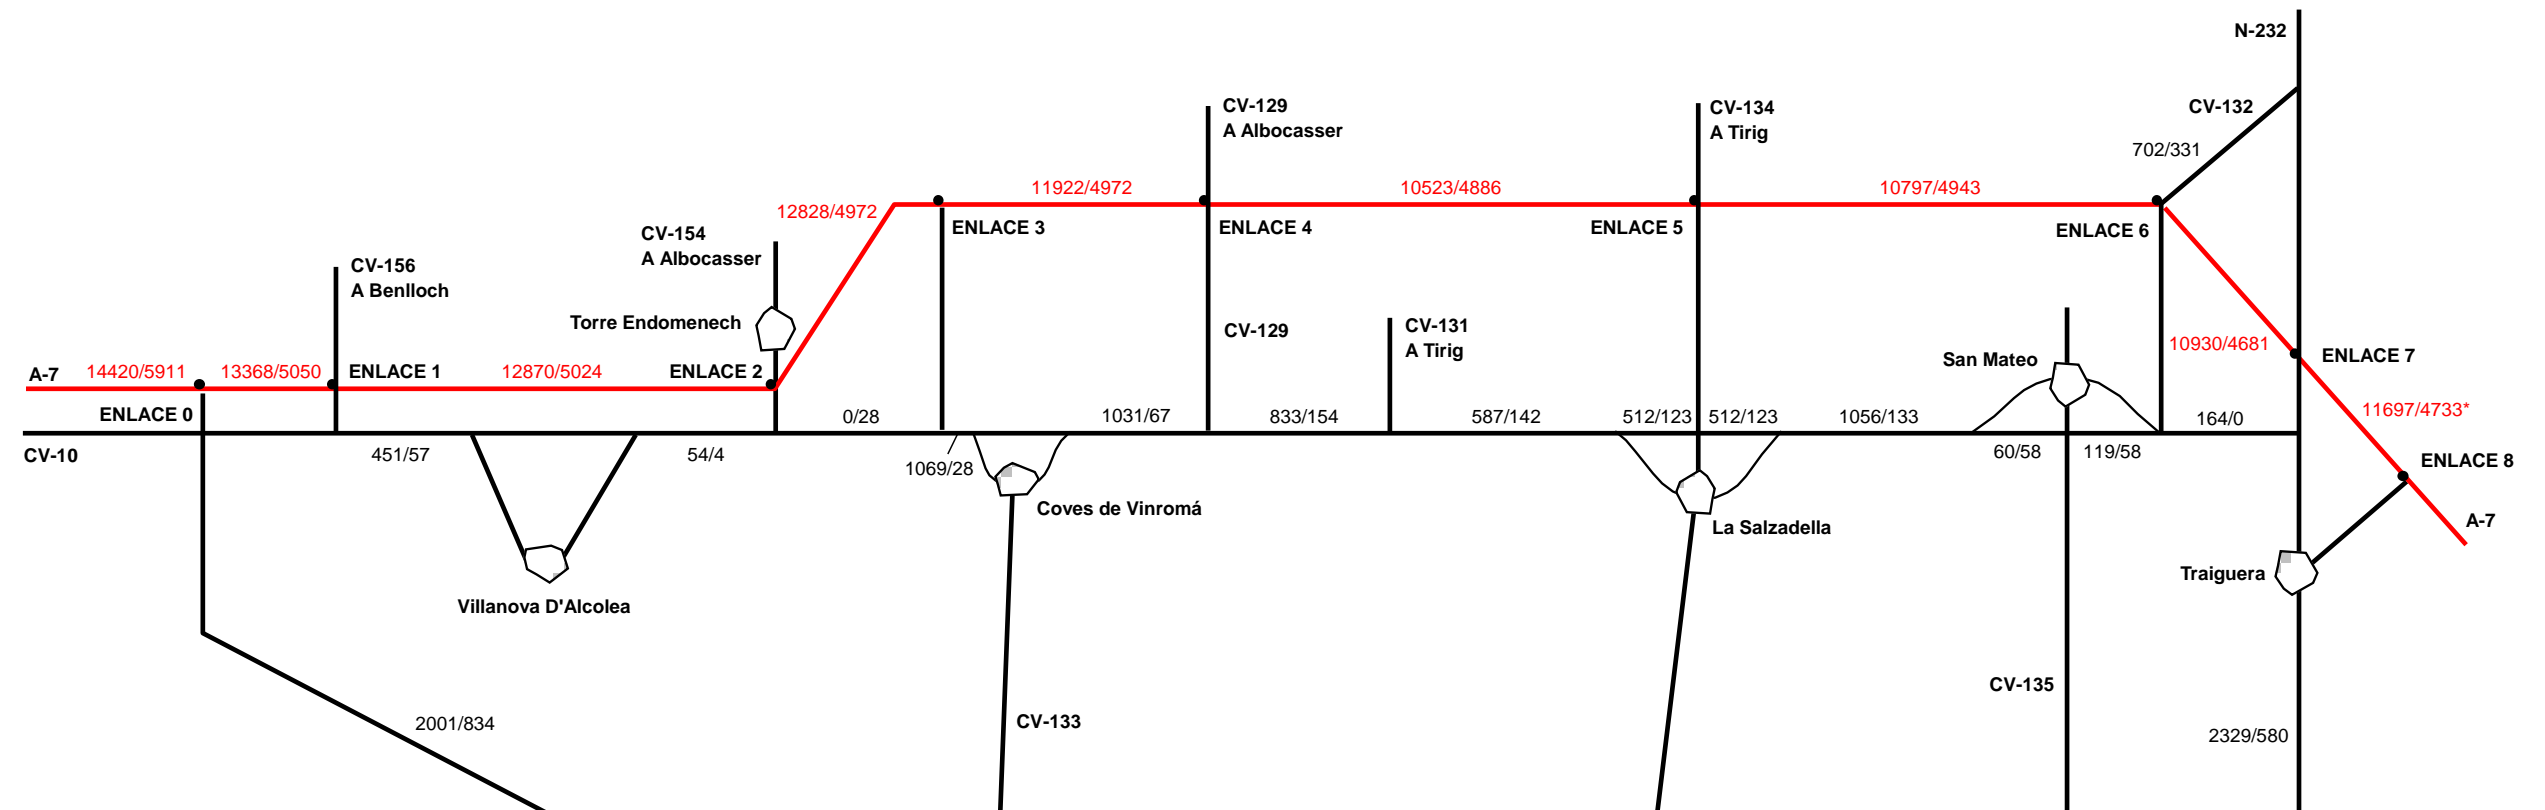 N-232
CV-129
A Albocasser
CV-134
A Tirig
CV-132
702/331
11922/4972
10523/4886
10797/4943
12828/4972
ENLACE 3
ENLACE 4
ENLACE 5
ENLACE 6
CV-154
A Albocasser
CV-156
A Benlloch
Torre Endomenech
CV-129
CV-131
A Tirig
San Mateo
10930/4681
ENLACE 7
A-7
14420/5911
13368/5050
ENLACE 1
12870/5024
ENLACE 2
ENLACE 0
0/28
1031/67
833/154
587/142
512/123
512/123
1056/133
164/0
11697/4733*
CV-10
451/57
54/4
1069/28
60/58
119/58
ENLACE 8
Coves de Vinromá
La Salzadella
A-7
Traiguera
Villanova D'Alcolea
CV-135
2001/834
CV-133
2329/580